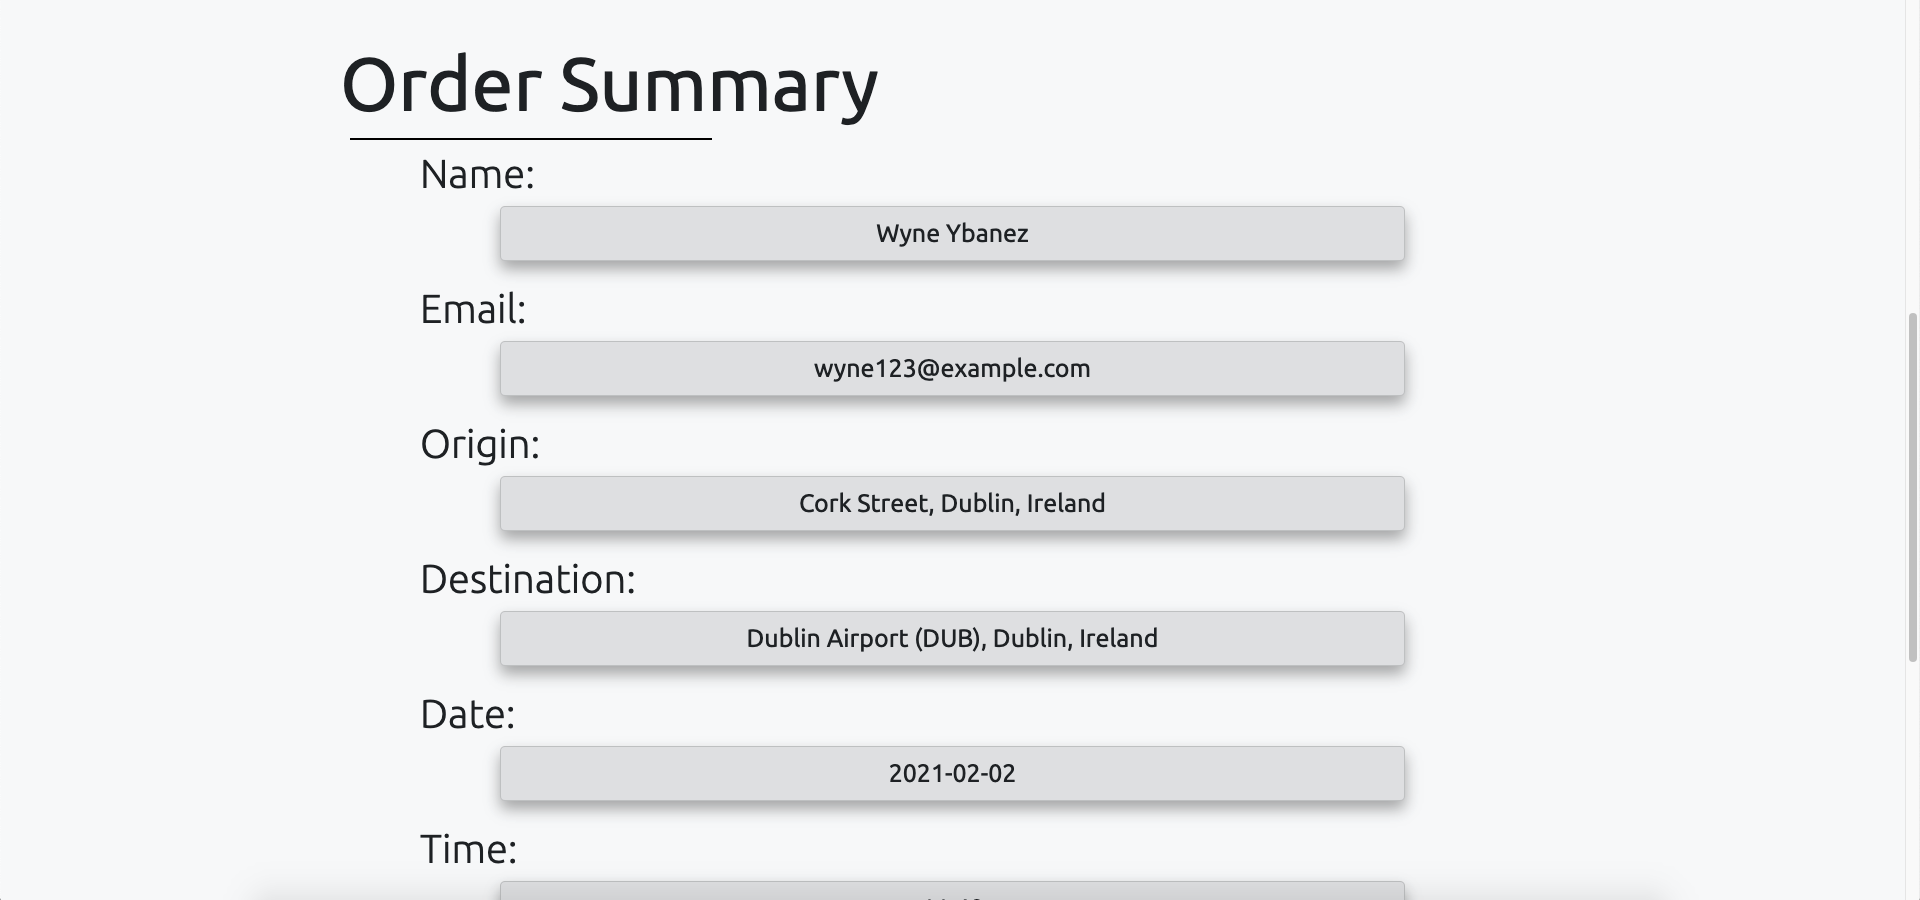 Order Summary
Name:
Wyne Ybanez
Email:
wyne123@example.com
Origin:
Cork Street, Dublin, Ireland
Destination:
Dublin Airport (DUB), Dublin, Ireland
Date:
2021-02-02
Time: